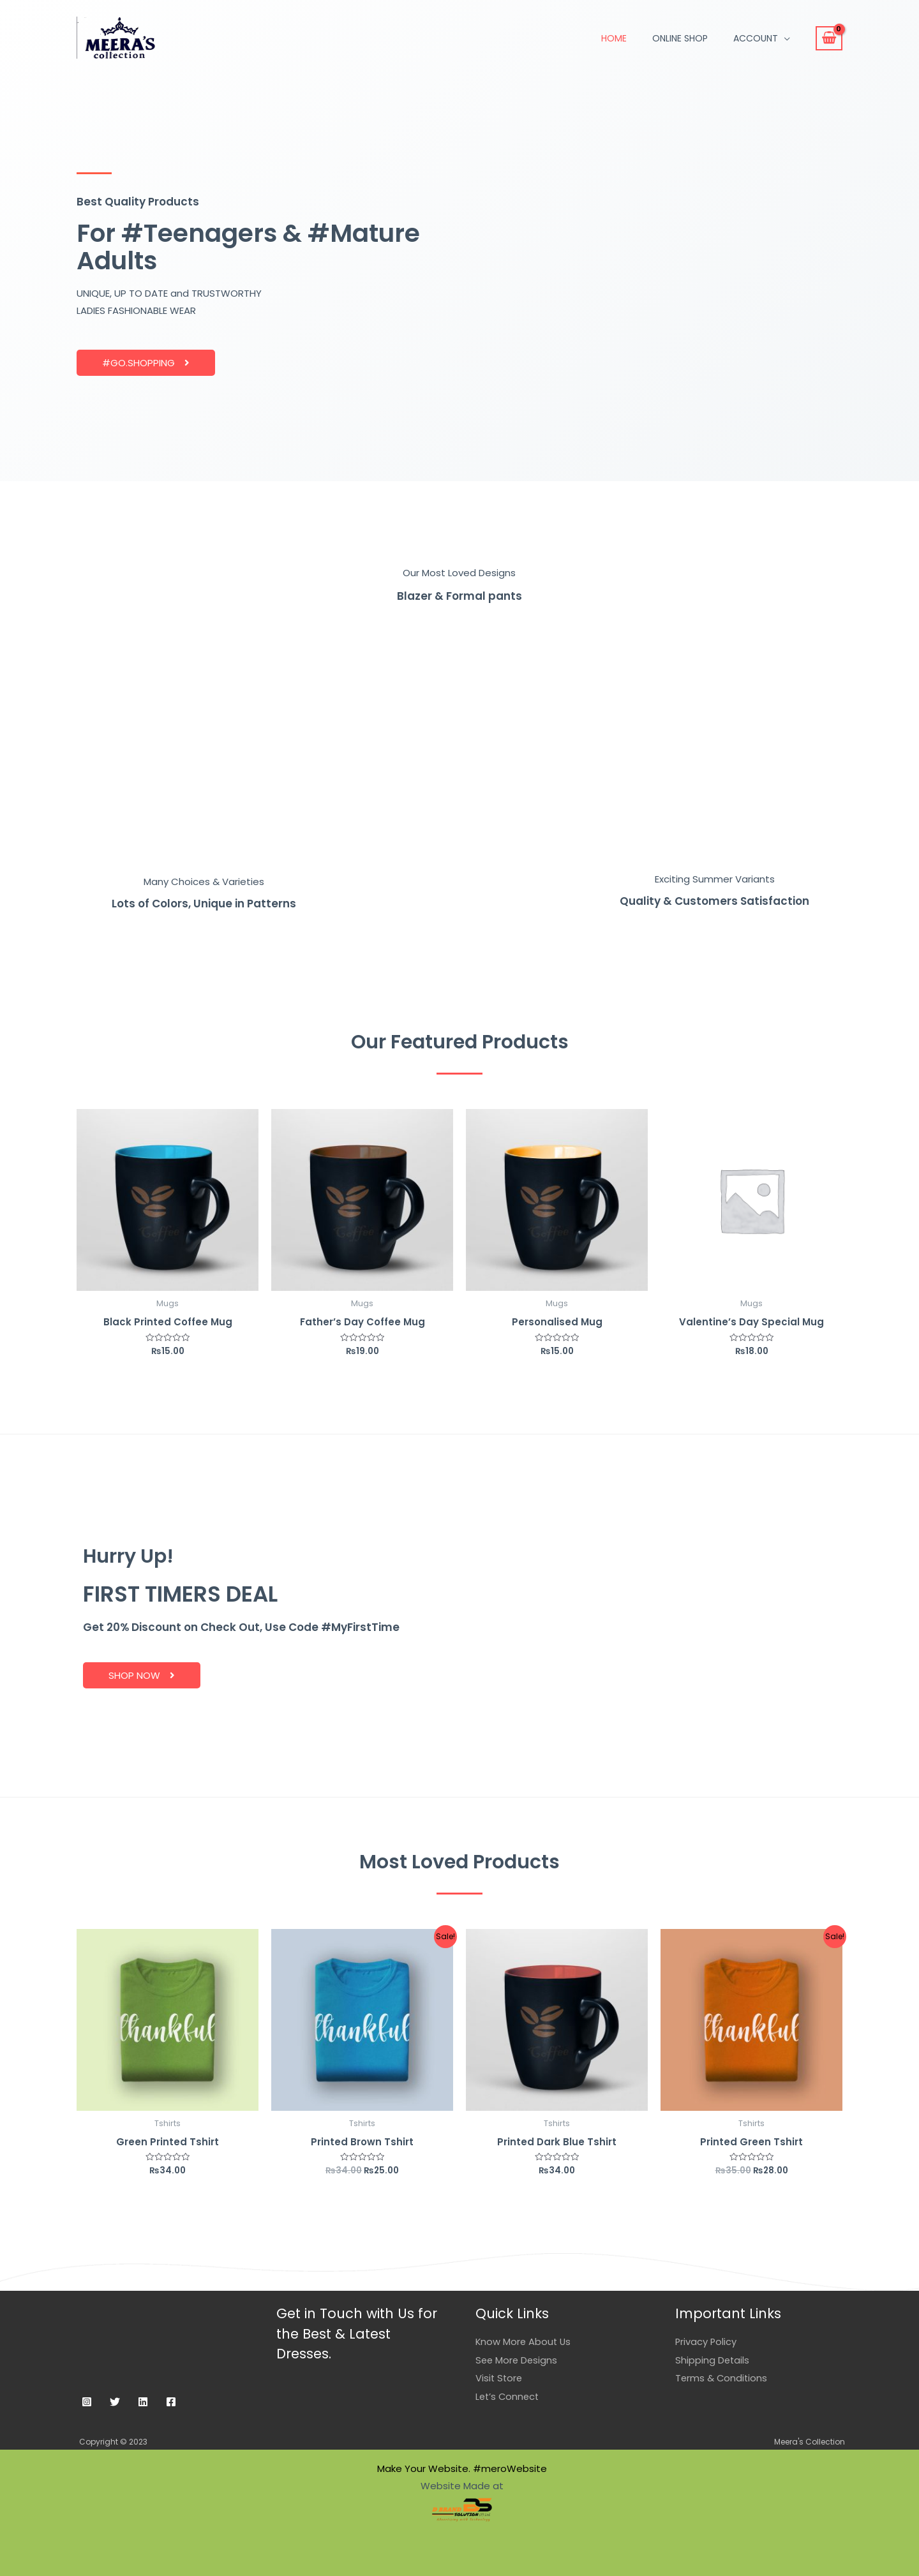 MEERA'S
collection
HOME
ONLINE SHOP
ACCOUNT
0
Best Quality Products
For #Teenagers & #Mature
Adults
UNIQUE, UP TO DATE and TRUSTWORTHY
LADIES FASHIONABLE WEAR
#GO.SHOPPING
Our Most Loved Designs
Blazer & Formal pants
Many Choices & Varieties
Lots of Colors, Unique in Patterns
Exciting Summer Variants
Quality & Customers Satisfaction
Our Featured Products
Coffee
Mugs
Black Printed Coffee Mug
₨15.00
Coffee
Mugs
Father’s Day Coffee Mug
₨19.00
Coffee
Mugs
Personalised Mug
₨15.00
Mugs
Valentine’s Day Special Mug
₨18.00
Hurry Up!
FIRST TIMERS DEAL
Get 20% Discount on Check Out, Use Code #MyFirstTime
SHOP NOW
Most Loved Products
thankful
Tshirts
Green Printed Tshirt
₨34.00
Sale!
thankful
Tshirts
Printed Brown Tshirt
₨34.00 ₨25.00
Coffee
Tshirts
Printed Dark Blue Tshirt
₨34.00
Sale!
thankful
Tshirts
Printed Green Tshirt
₨35.00 ₨28.00
Get in Touch with Us for
the Best & Latest
Dresses.
Quick Links
Know More About Us
See More Designs
Visit Store
Let’s Connect
Important Links
Privacy Policy
Shipping Details
Terms & Conditions
Copyright © 2023
Meera's Collection
Make Your Website. #meroWebsite
Website Made at